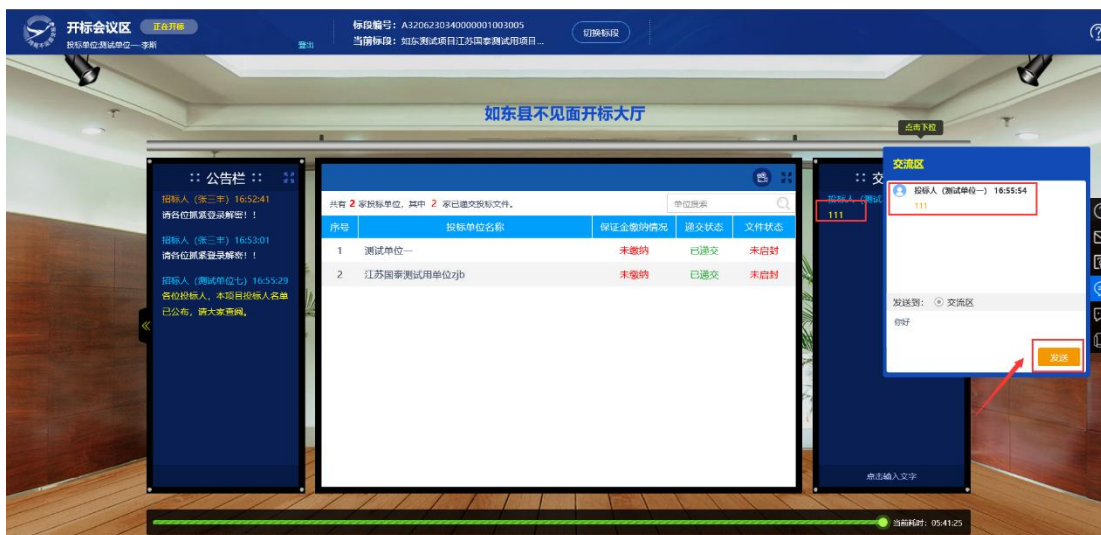 开标会议区 正在开标
投标单位:测试单位一-李斯 登出
标段编号：A3206230340000001003005
当前标段：如东测试项目江苏国泰测试用项目...
切换标段
如东县不见面开标大厅
点击下拉
:: 公告栏 ::
招标人（张三丰）16:52:41
请各位抓紧登录解密！！
招标人（张三丰）16:53:01
请各位抓紧登录解密！！
招标人（测试单位七）16:55:29
各位投标人，本项目投标人名单
已公布，请大家查阅。
共有 2 家投标单位，其中 2 家已递交投标文件。
单位搜索
序号 投标单位名称 保证金缴纳情况 递交状态 文件状态
1 测试单位一 未缴纳 已递交 未启封
2 江苏国泰测试用单位zjb 未缴纳 已递交 未启封
:: 交
投标人（测试
111
点击输入文字
交流区
投标人（测试单位一）16:55:54
111
发送到： 交流区
你好
发送
当前耗时：05:41:25